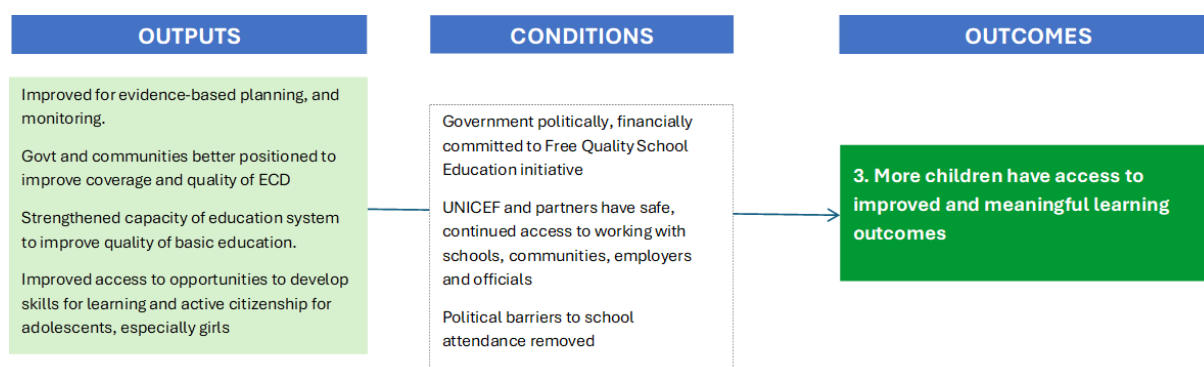 OUTPUTS
Improved for evidence-based planning, and
monitoring.
Govt and communities better positioned to
improve coverage and quality of ECD
Strengthened capacity of education system
to improve quality of basic education.
Improved access to opportunities to develop
skills for learning and active citizenship for
adolescents, especially girls
CONDITIONS
Government politically, financially
committed to Free Quality School
Education initiative
UNICEF and partners have safe,
continued access to working with
schools, communities, employers
and officials
Political barriers to school
attendance removed
OUTCOMES
3. More children have access to
improved and meaningful learning
outcomes